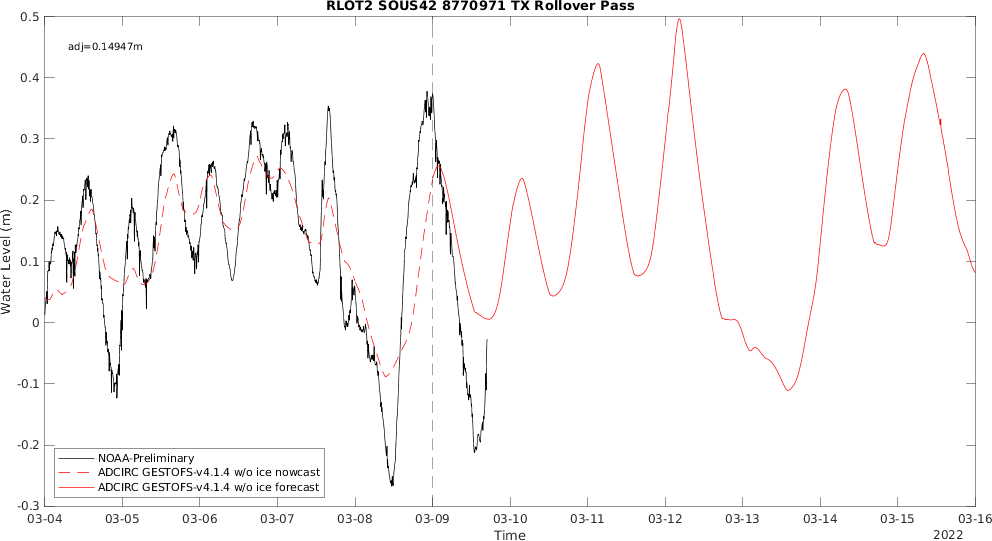 RLOT2 SOUS42 8770971 TX Rollover Pass
adj=0.14947m
0.5
0.4
0.3
0.2
0.1
0
-0.1
-0.2
-0.3
Water Level (m)
NOAA-Preliminary
ADCIRC GESTOFS-v4.1.4 w/o ice nowcast
ADCIRC GESTOFS-v4.1.4 w/o ice forecast
03-04 03-05 03-06 03-07 03-08 03-09 03-10 03-11 03-12 03-13 03-14 03-15 03-16
Time
2022